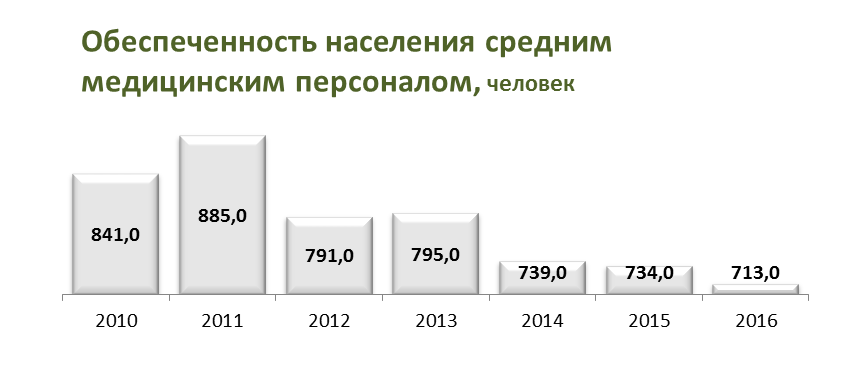 Обеспеченность населения средним
медицинским персоналом, человек
841,0
885,0
791,0
795,0
739,0
734,0
713,0
2010 2011 2012 2013 2014 2015 2016